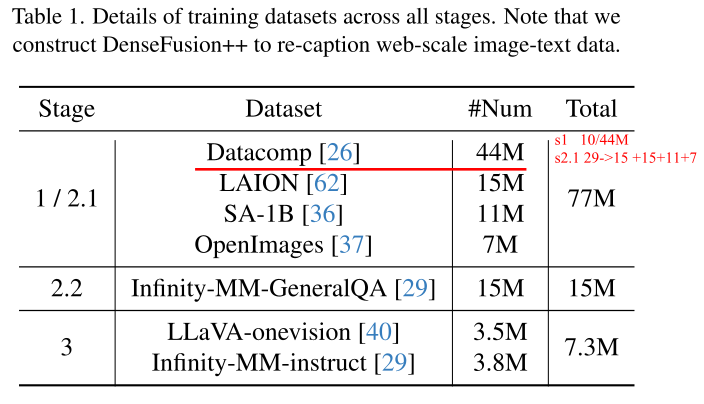 Table 1. Details of training datasets across all stages. Note that we
construct DenseFusion++ to re-caption web-scale image-text data.
Stage Dataset #Num Total
1 / 2.1 Datacomp [26] 44M 77M
s1 10/44M
s2.1 29->15 +15+11+7
LAION [62] 15M
SA-1B [36] 11M
OpenImages [37] 7M
2.2 Infinity-MM-GeneralQA [29] 15M 15M
3 LLaVA-onevision [40] 3.5M 7.3M
Infinity-MM-instruct [29] 3.8M